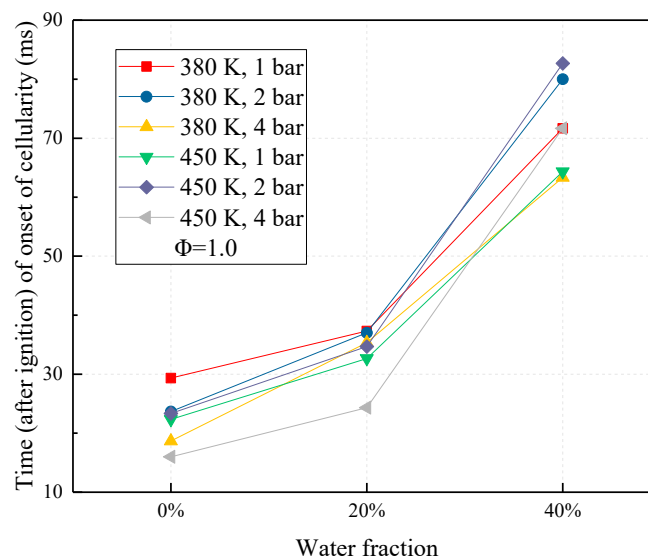 Time (after ignition) of onset of cellularity (ms)
90
70
50
30
10
380 K, 1 bar
380 K, 2 bar
380 K, 4 bar
450 K, 1 bar
450 K, 2 bar
450 K, 4 bar
Φ=1.0
0% 20% 40%
Water fraction